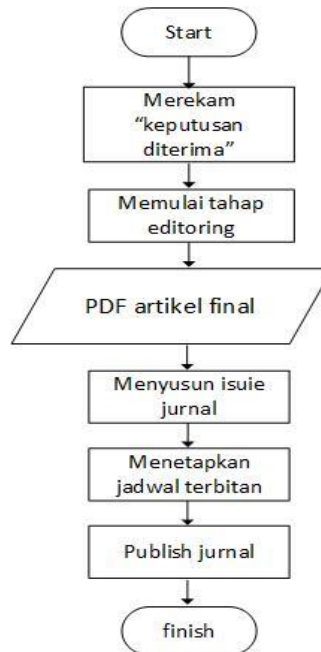 Start
Merekam
“keputusan
diterima”
Memulai tahap
editoring
PDF artikel final
Menyusun isuie
jurnal
Menetapkan
jadwal terbitan
Publish jurnal
finish